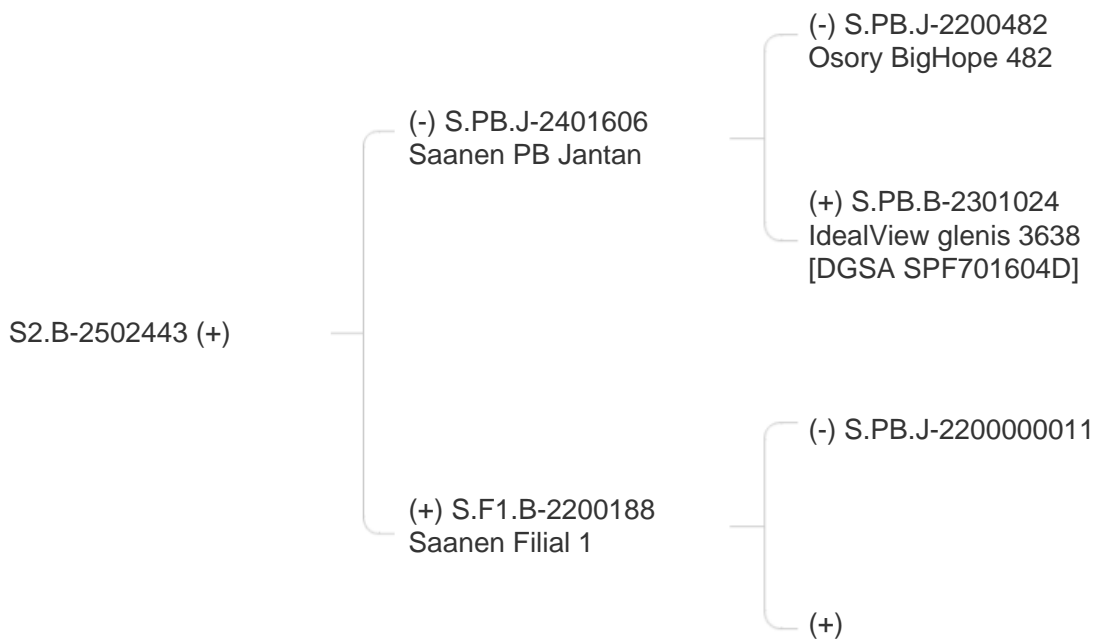 (-) S.PB.J-2200482
Osory BigHope 482
(-) S.PB.J-2401606
Saanen PB Jantan
(+) S.PB.B-2301024
IdealView glenis 3638
[DGSA SPF701604D]
S2.B-2502443 (+)
(-) S.PB.J-2200000011
(+) S.F1.B-2200188
Saanen Filial 1
(+)